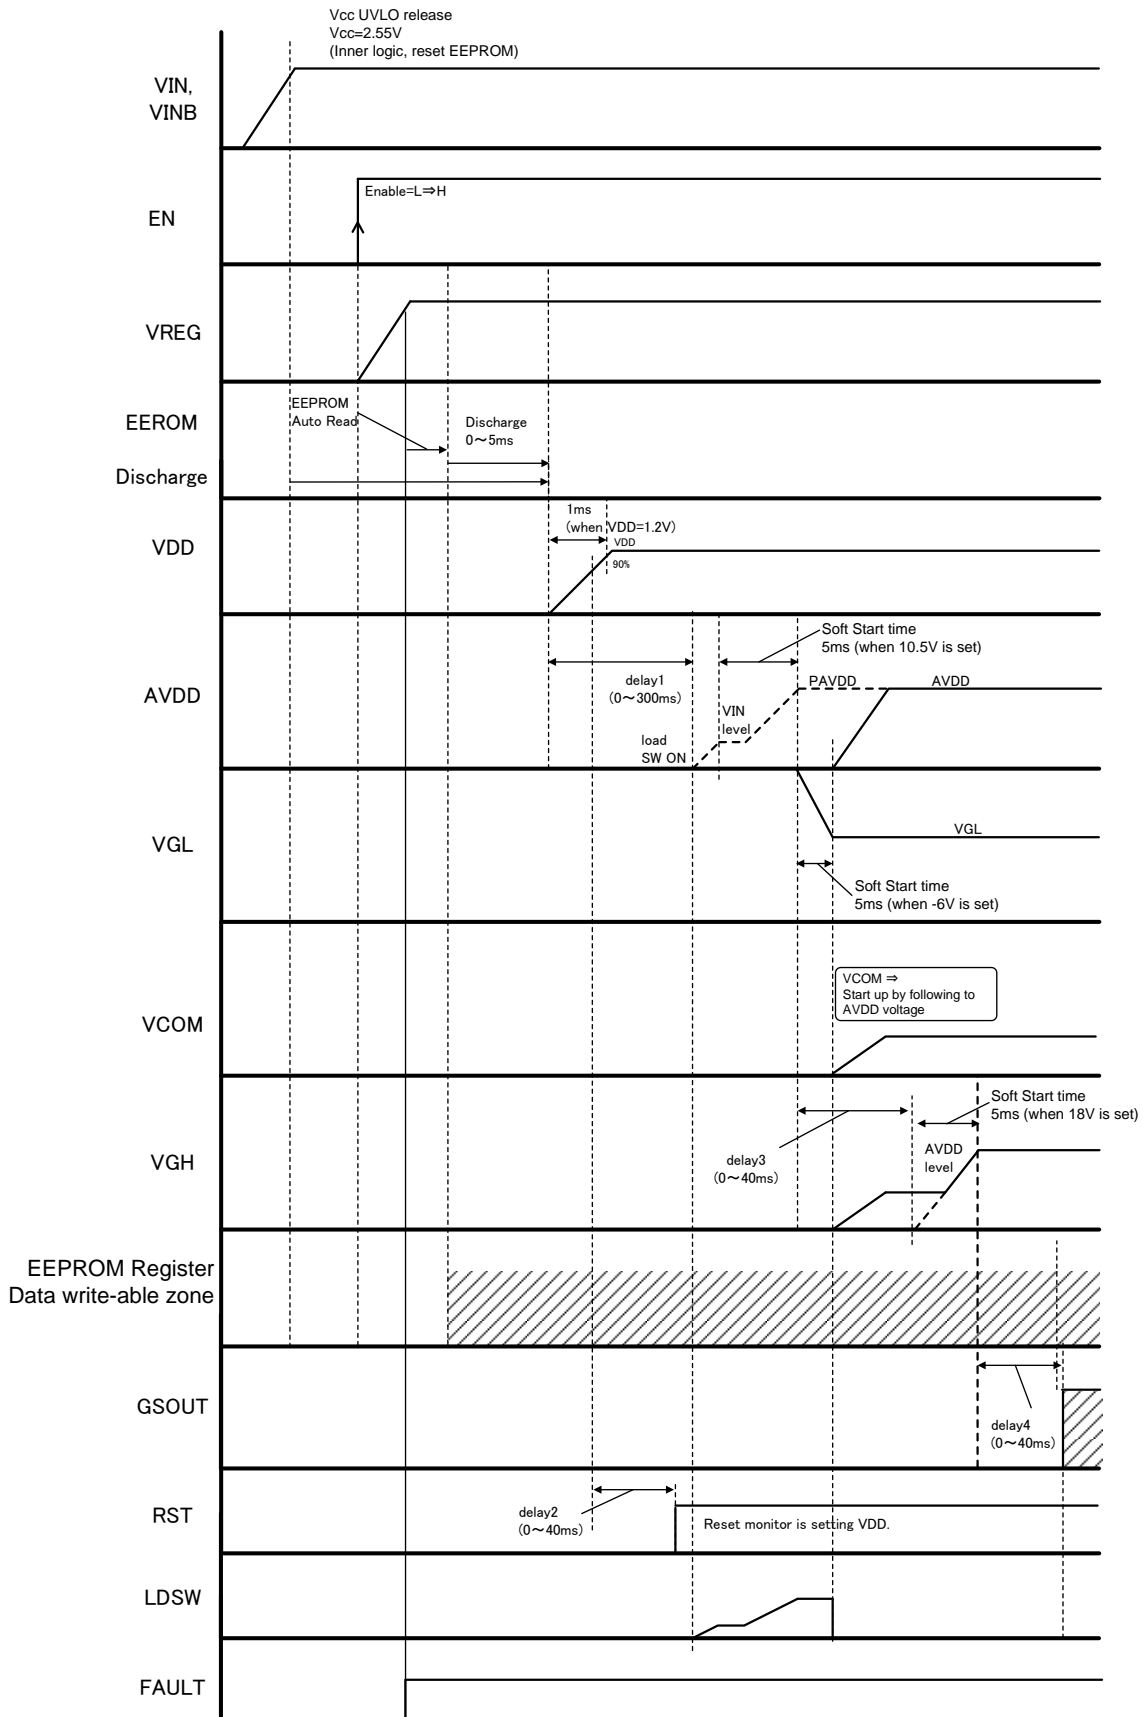 Vcc UVLO release
Vcc=2.55V
(Inner logic, reset EEPROM)
VIN,
VINB
EN
Enable=L⇒H
VREG
EEROM
EEPROM
Auto Read
Discharge
0～5ms
Discharge
1ms
(when VDD=1.2V)
VDD
VDD
90%
Soft Start time
5ms (when 10.5V is set)
delay1
(0～300ms)
PAVDD
AVDD
AVDD
VIN
level
load
SW ON
VGL
VGL
Soft Start time
5ms (when -6V is set)
VCOM ⇒
Start up by following to
AVDD voltage
VCOM
Soft Start time
5ms (when 18V is set)
AVDD
level
delay3
(0～40ms)
VGH
EEPROM Register
Data write-able zone
GSOUT
delay4
(0～40ms)
RST
delay2
(0～40ms)
Reset monitor is setting VDD.
LDSW
FAULT